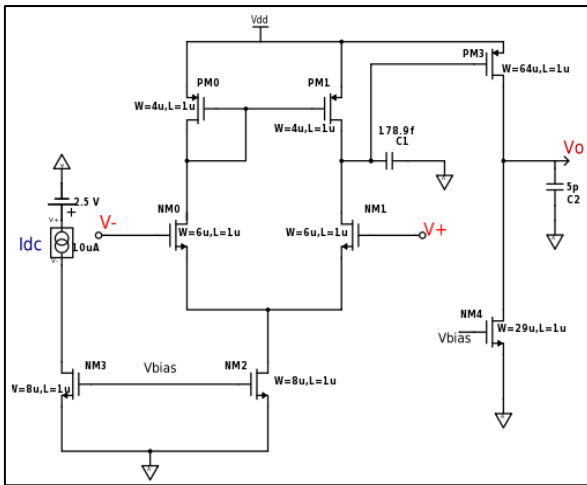 Vdd
PM0
PM1
PM3
W=4u,L=1u
W=4u,L=1u
W=64u,L=1u
178.9f
C1
Vo
5p
C2
2.5 V
V+
+
Idc
10uA
V-
V-
NM0
NM1
V+
W=6u,L=1u
W=6u,L=1u
NM4
W=29u,L=1u
Vbias
NM3
Vbias
NM2
W=8u,L=1u
W=8u,L=1u